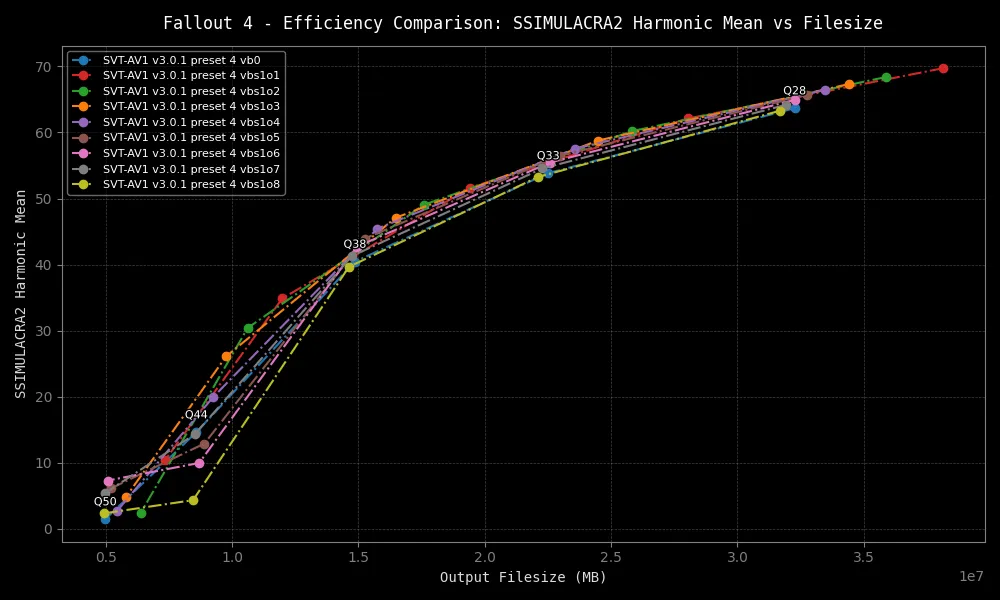 Fallout 4 - Efficiency Comparison: SSIMULACRA2 Harmonic Mean vs Filesize
SVT-AV1 v3.0.1 preset 4 vb0
SVT-AV1 v3.0.1 preset 4 vbs1o1
SVT-AV1 v3.0.1 preset 4 vbs1o2
SVT-AV1 v3.0.1 preset 4 vbs1o3
SVT-AV1 v3.0.1 preset 4 vbs1o4
SVT-AV1 v3.0.1 preset 4 vbs1o5
SVT-AV1 v3.0.1 preset 4 vbs1o6
SVT-AV1 v3.0.1 preset 4 vbs1o7
SVT-AV1 v3.0.1 preset 4 vbs1o8
SSIMULACRA2 Harmonic Mean
70
60
50
40
30
20
10
0
Q28
Q33
Q38
Q44
Q50
0.5
1.0
1.5
2.0
2.5
3.0
3.5
1e7
Output Filesize (MB)